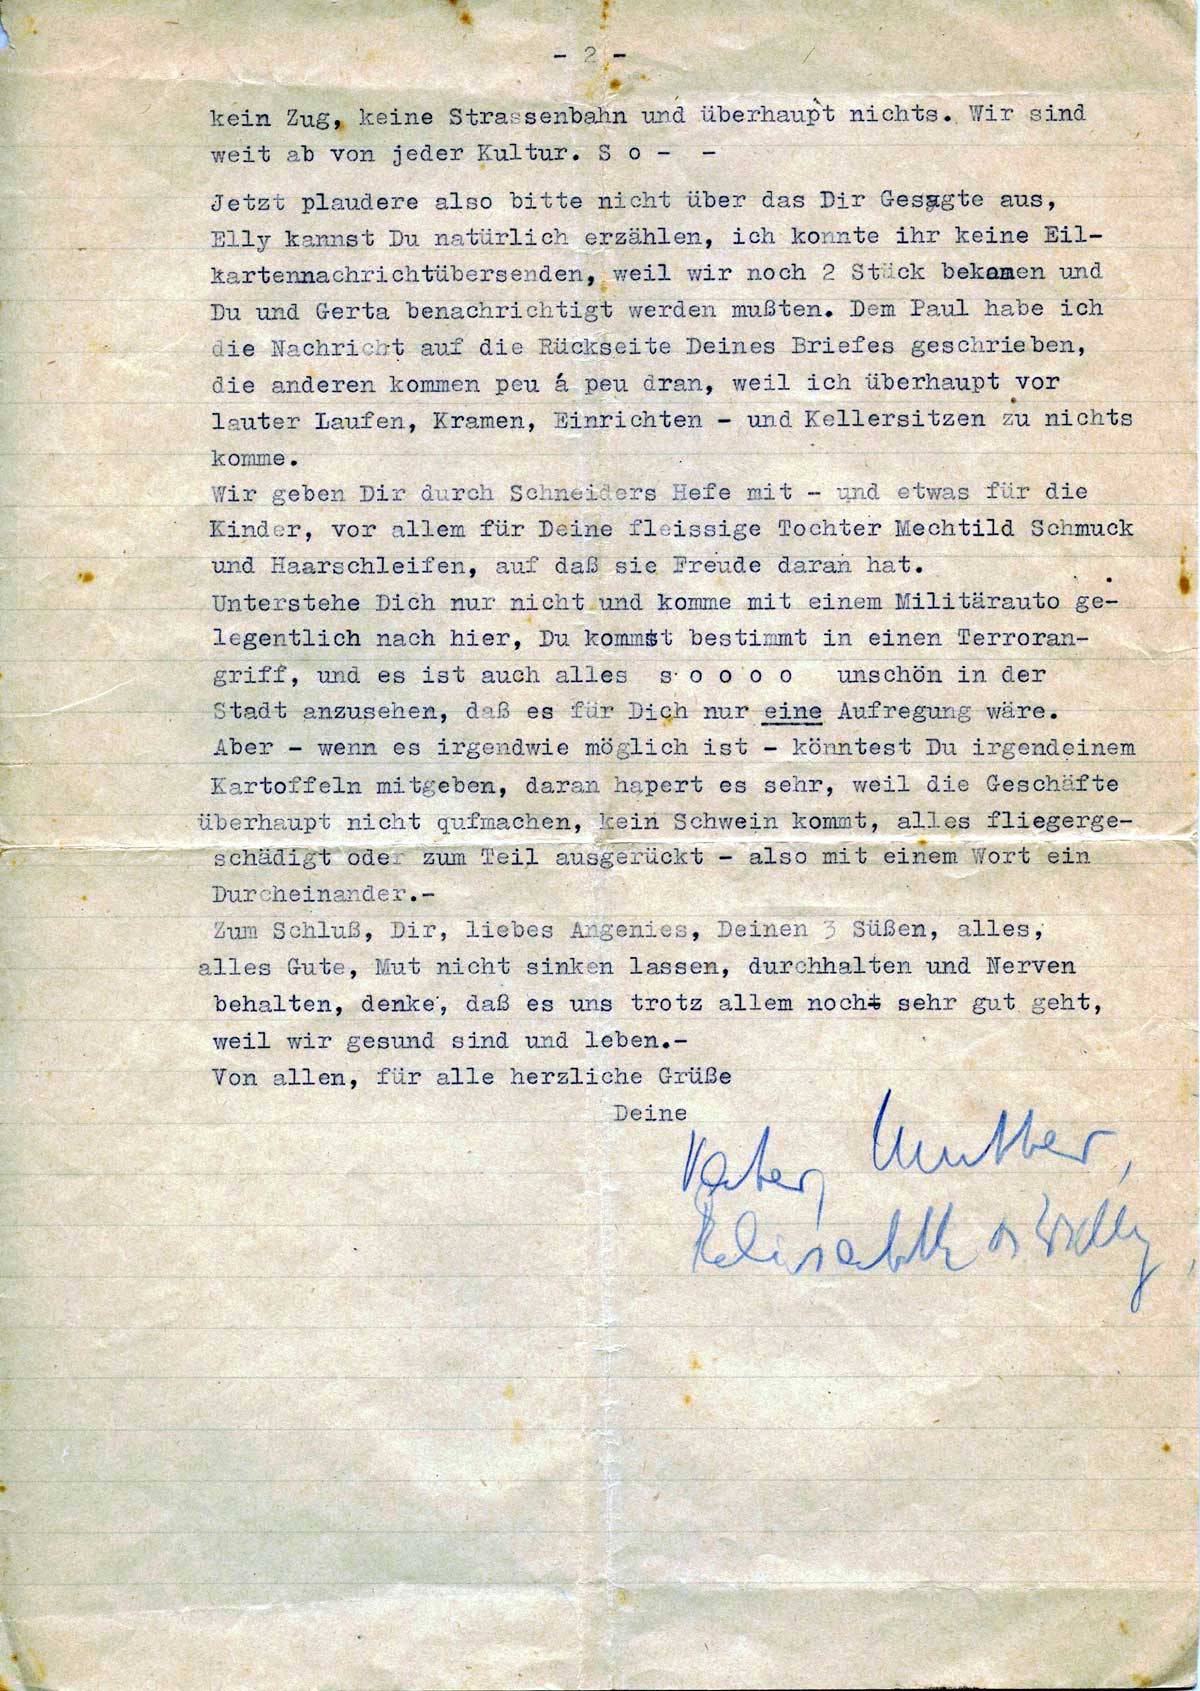 - 2 -
kein Zug, keine Strassenbahn und überhaupt nichts. Wir sind
weit ab von jeder Kultur. S o - -
Jetzt plaudere also bitte nicht über das Dir Gesagte aus,
Elly kannst Du natürlich erzählen, ich konnte ihr keine Eil-
kartennachrichtübersenden, weil wir noch 2 Stück bekamen und
Du und Gerta benachrichtigt werden mußten. Dem Paul habe ich
die Nachricht auf die Rückseite Deines Briefes geschrieben,
die anderen kommen peu á peu dran, weil ich überhaupt vor
lauter Laufen, Kramen, Einrichten - und Kellersitzen zu nichts
komme.
Wir geben Dir durch Schneiders Hefe mit - und etwas für die
Kinder, vor allem für Deine fleissige Tochter Mechtild Schmuck
und Haarschleifen, auf daß sie Freude daran hat.
Unterstehe Dich nur nicht und komme mit einem Militärauto ge-
legentlich nach hier, Du kommst bestimmt in einen Terroran-
griff, und es ist auch alles s o o o o unschön in der
Stadt anzusehen, daß es für Dich nur eine Aufregung wäre.
Aber - wenn es irgendwie möglich ist - könntest Du irgendeinem
Kartoffeln mitgeben, daran hapert es sehr, weil die Geschäfte
überhaupt nicht qufmachen, kein Schwein kommt, alles fliegerge-
schädigt oder zum Teil ausgerückt - also mit einem Wort ein
Durcheinander.-
Zum Schluß, Dir, liebes Angenies, Deinen 3 Süßen, alles,
alles Gute, Mut nicht sinken lassen, durchhalten und Nerven
behalten, denke, daß es uns trotz allem noch sehr gut geht,
weil wir gesund sind und leben.-
Von allen, für alle herzliche Grüße
Deine
Vater, Mutter,
Elisabeth Willy